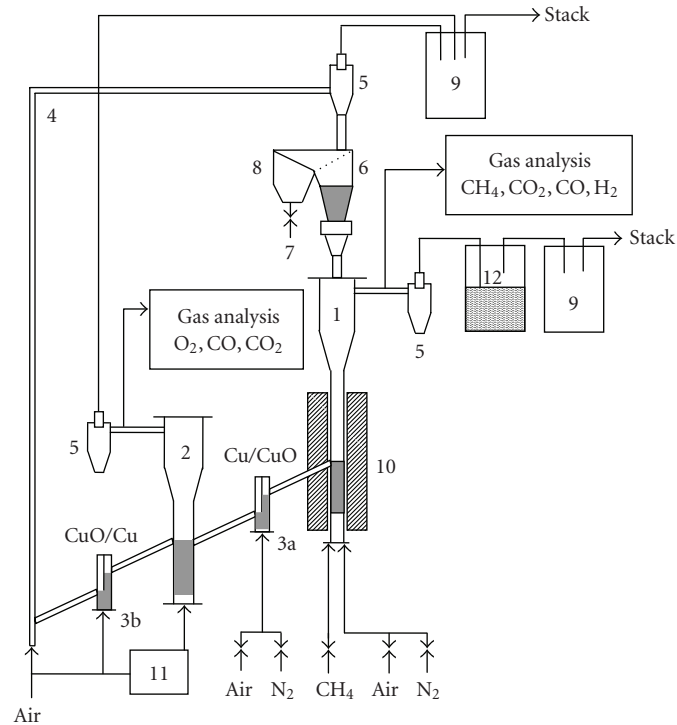 Stack
5
9
4
8
6
Gas analysis
CH₄, CO₂, CO, H₂
7
Stack
12
1
9
Gas analysis
O₂, CO, CO₂
5
5
2
Cu/CuO
10
CuO/Cu
3a
3b
11
Air
N₂
CH₄
Air
N₂
Air